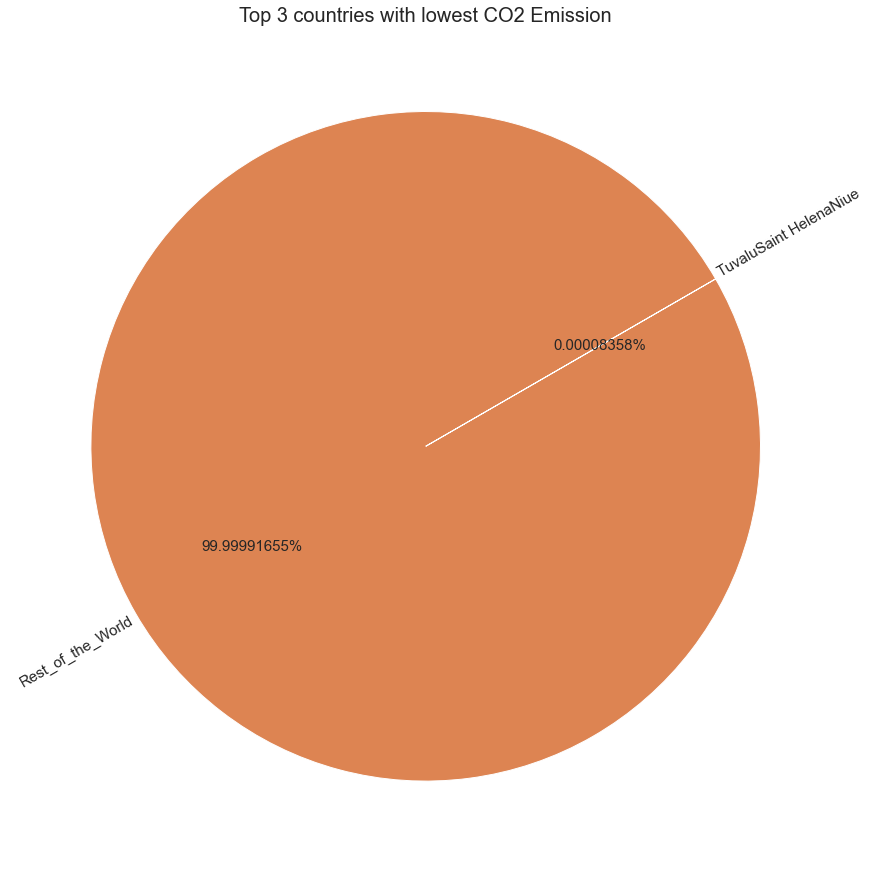 Top 3 countries with lowest CO2 Emission
TuvaluSaint HelenaNiue
0.00008358%
99.99991655%
Rest_of_the_World